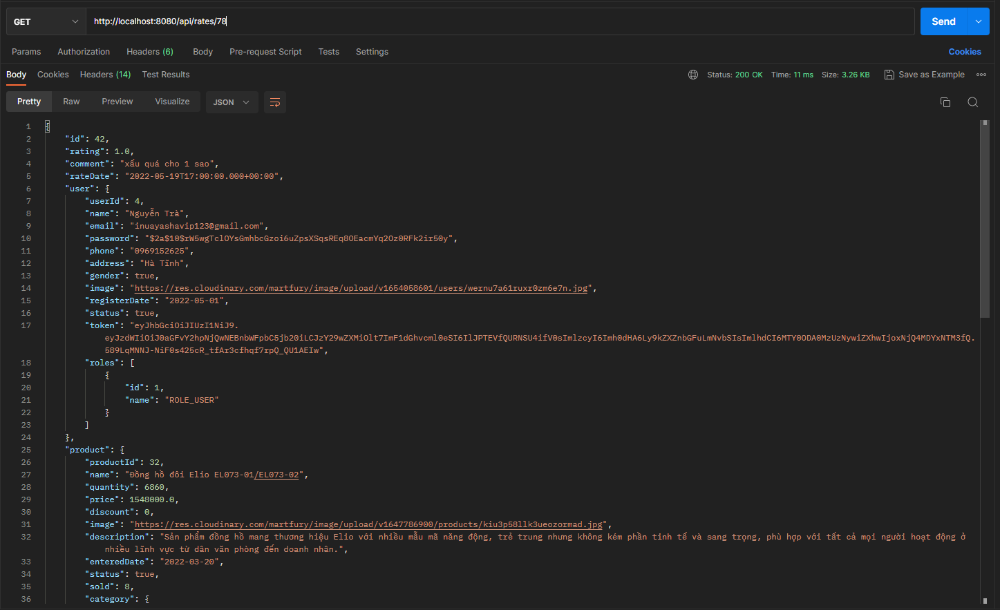 GET http://localhost:8080/api/rates/78 Send
Params Authorization Headers (6) Body Pre-request Script Tests Settings Cookies
Body Cookies Headers (14) Test Results Status: 200 OK Time: 11 ms Size: 3.26 KB Save as Example
Pretty Raw Preview Visualize JSON
1 {
2 "id": 42,
3 "rating": 1.0,
4 "comment": "xấu quá cho 1 sao",
5 "rateDate": "2022-05-19T17:00:00.000+00:00",
6 "user": {
7 "userId": 4,
8 "name": "Nguyễn Trà",
9 "email": "inuayashavip123@gmail.com",
10 "password": "$2a$10$rW5wgTclOYsGmhbcGzoi6uZpsXSqsREq8OEacmYq2Oz0RFk2ir50y",
11 "phone": "0969152625",
12 "address": "Hà Tĩnh",
13 "gender": true,
14 "image": "https://res.cloudinary.com/martfury/image/upload/v1654058601/users/wernu7a61ruxr0zm6e7n.jpg",
15 "registerDate": "2022-05-01",
16 "status": true,
17 "token": "eyJhbGciOiJIUzI1NiJ9.
eyJzdWIiOiJ0aGFvY2hpNjQwNEBnbWFpbC5jb20iLCJzY29wZXMiOlt7ImF1dGhvcml0eSI6IlJPTEVfQURNSU4ifV0sImlzcyI6Imh0dHA6Ly9kZXZnbGFuLmNvbSIsImlhdCI6MTY0ODA0MzUzNywiZXhwIjoxNjQ4MDYxNTM3fQ.
589LqMNNJ-NiF0s425cR_tfAr3cfhqf7rpQ_QU1AEIw",
18 "roles": [
19 {
20 "id": 1,
21 "name": "ROLE_USER"
22 }
23 ]
24 },
25 "product": {
26 "productId": 32,
27 "name": "Đồng hồ đôi Elio EL073-01/EL073-02",
28 "quantity": 6860,
29 "price": 1548000.0,
30 "discount": 0,
31 "image": "https://res.cloudinary.com/martfury/image/upload/v1647786900/products/kiu3p58llk3ueozormad.jpg",
32 "description": "Sản phẩm đồng hồ mang thương hiệu Elio với nhiều mẫu mã năng động, trẻ trung nhưng không kém phần tinh tế và sang trọng, phù hợp với tất cả mọi người hoạt động ở
nhiều lĩnh vực từ dân văn phòng đến doanh nhân.",
33 "enteredDate": "2022-03-20",
34 "status": true,
35 "sold": 8,
36 "category": {